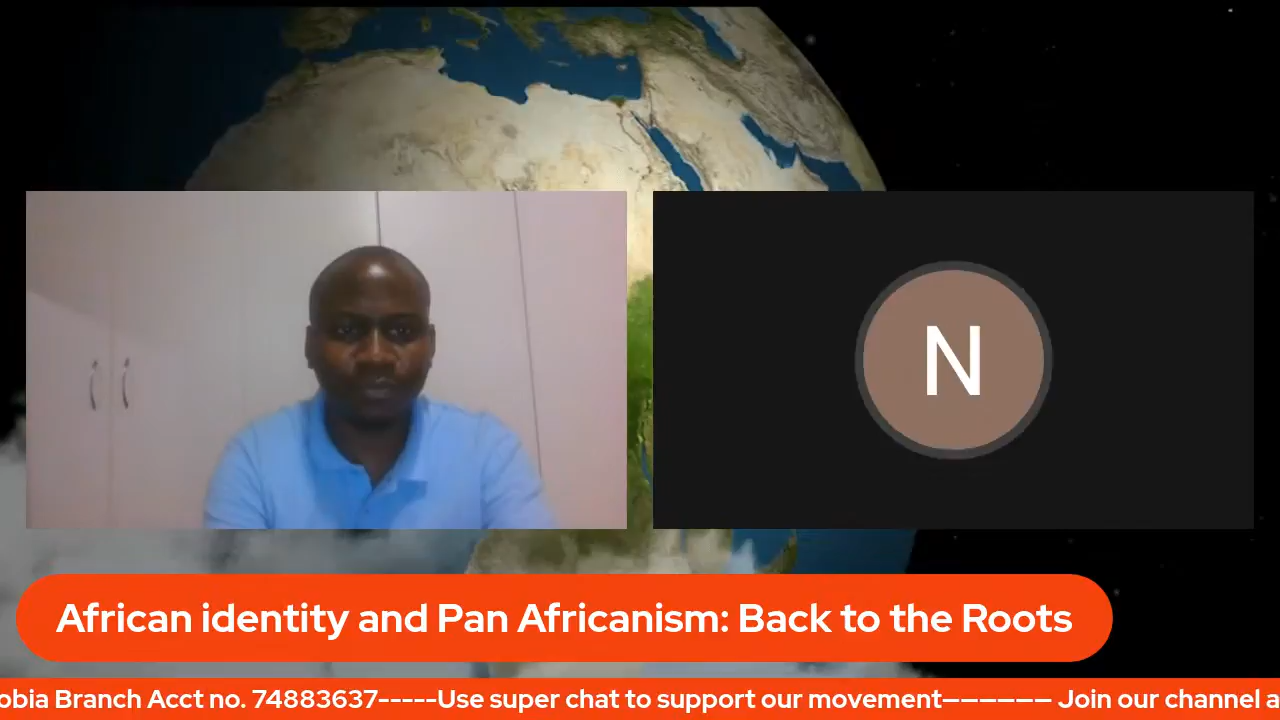 N
African identity and Pan Africanism: Back to the Roots
obia Branch Acct no. 74883637-----Use super chat to support our movement—————— Join our channel a